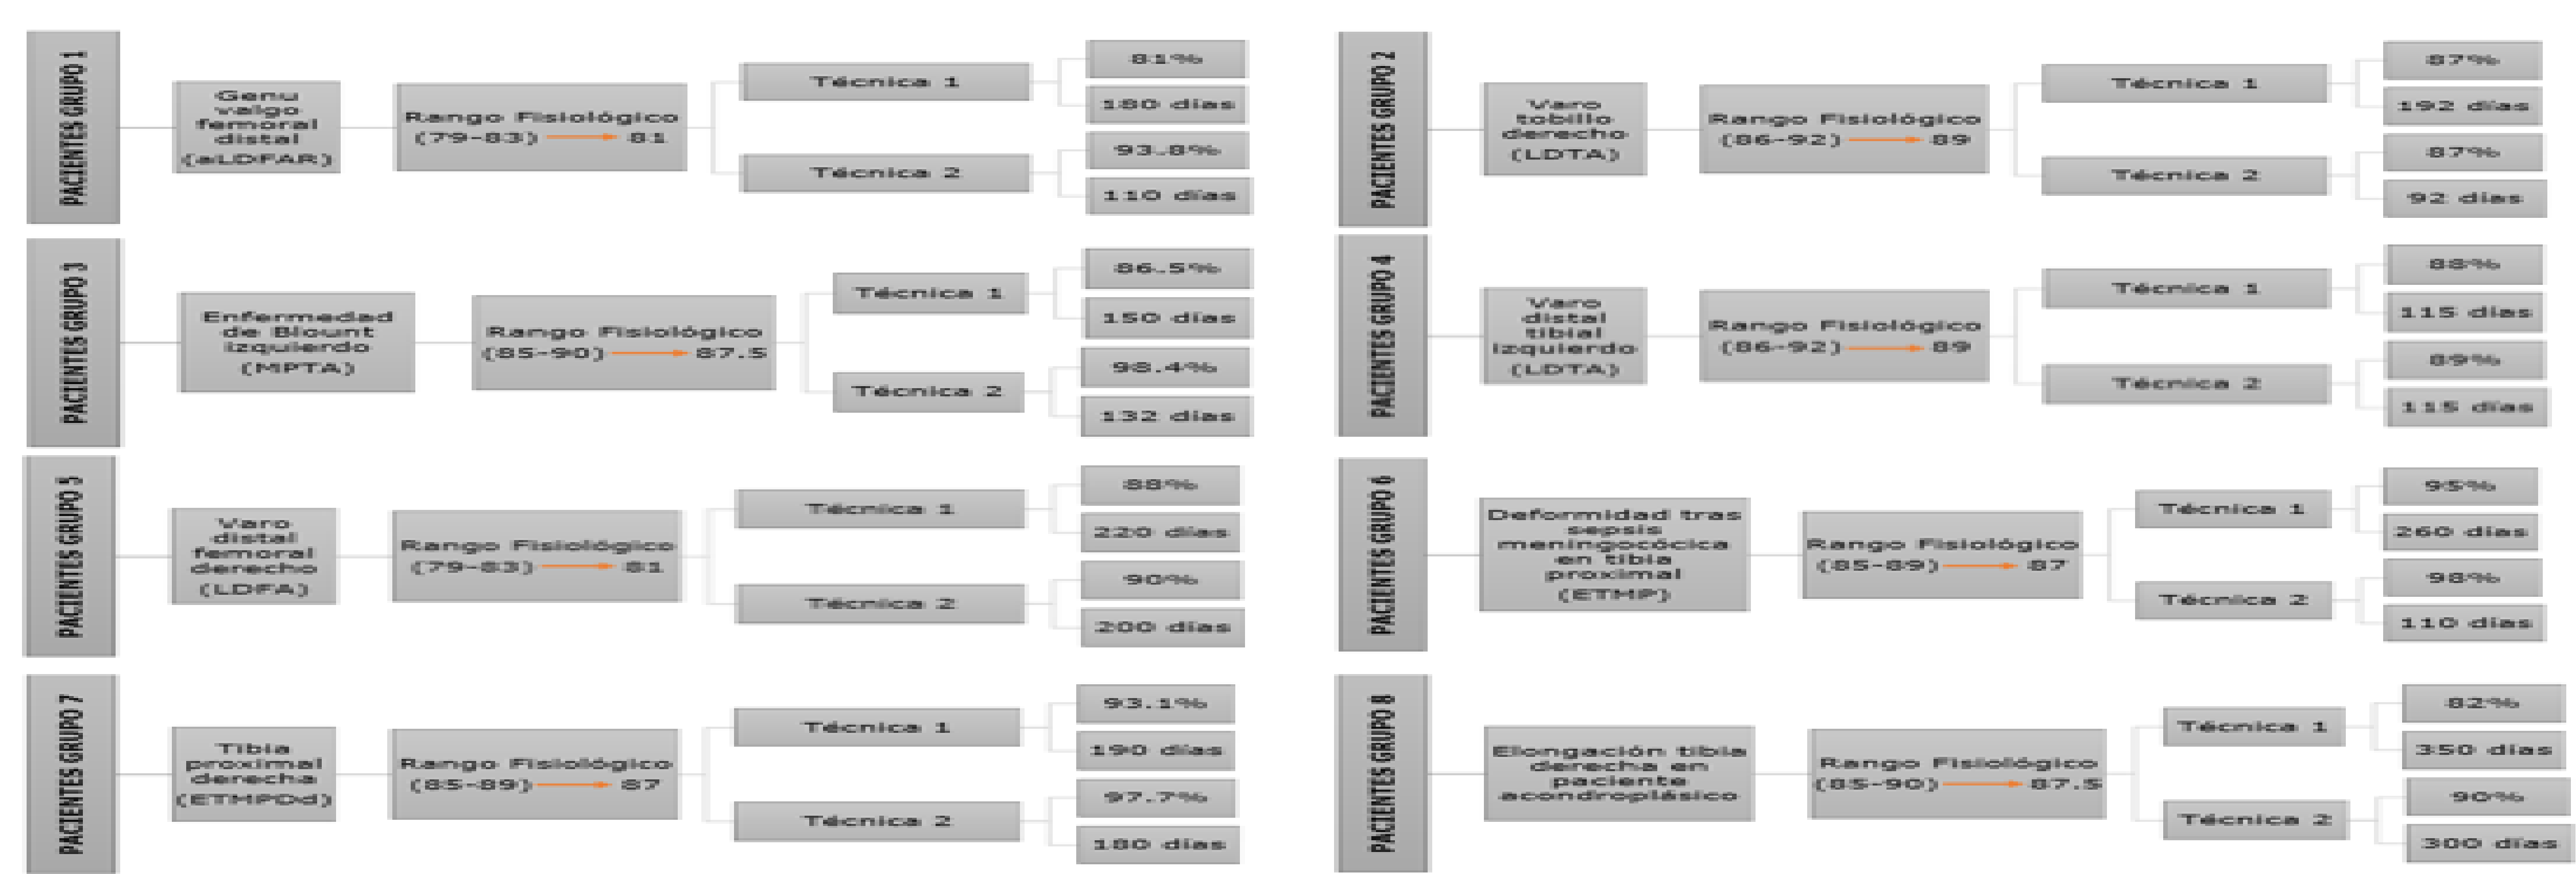 PACIENTES GRUPO 1
Genu
valgo
femoral
distal
(aLDFAR)
Rango Fisiológico
(79-83) 81
Técnica 1
81%
180 días
Técnica 2
93.8%
110 días
PACIENTES GRUPO 2
Varo
tobillo
derecho
(LDTA)
Rango Fisiológico
(86-92) 89
Técnica 1
87%
192 días
Técnica 2
87%
92 días
PACIENTES GRUPO 3
Enfermedad
de Blount
izquierdo
(MPTA)
Rango Fisiológico
(85-90) 87.5
Técnica 1
86.5%
150 días
Técnica 2
98.4%
132 días
PACIENTES GRUPO 4
Varo
distal
tibial
izquierdo
(LDTA)
Rango Fisiológico
(86-92) 89
Técnica 1
88%
115 días
Técnica 2
89%
115 días
PACIENTES GRUPO 5
Varo
distal
femoral
derecho
(LDFA)
Rango Fisiológico
(79-83) 81
Técnica 1
88%
220 días
Técnica 2
90%
200 días
PACIENTES GRUPO 6
Deformidad tras
sepsis
meningocócica
en tibia
proximal
(ETMP)
Rango Fisiológico
(85-89) 87
Técnica 1
95%
260 días
Técnica 2
98%
110 días
PACIENTES GRUPO 7
Tibia
proximal
derecha
(ETMPDd)
Rango Fisiológico
(85-89) 87
Técnica 1
93.1%
190 días
Técnica 2
97.7%
180 días
PACIENTES GRUPO 8
Elongación tibia
derecha en
paciente
acondroplásico
Rango Fisiológico
(85-90) 87.5
Técnica 1
82%
350 días
Técnica 2
90%
300 días